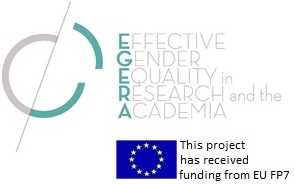 EFFECTIVE
GENDER
EQUALITY in
RESEARCH and the
ACADEMIA
This project
has received
funding from EU FP7